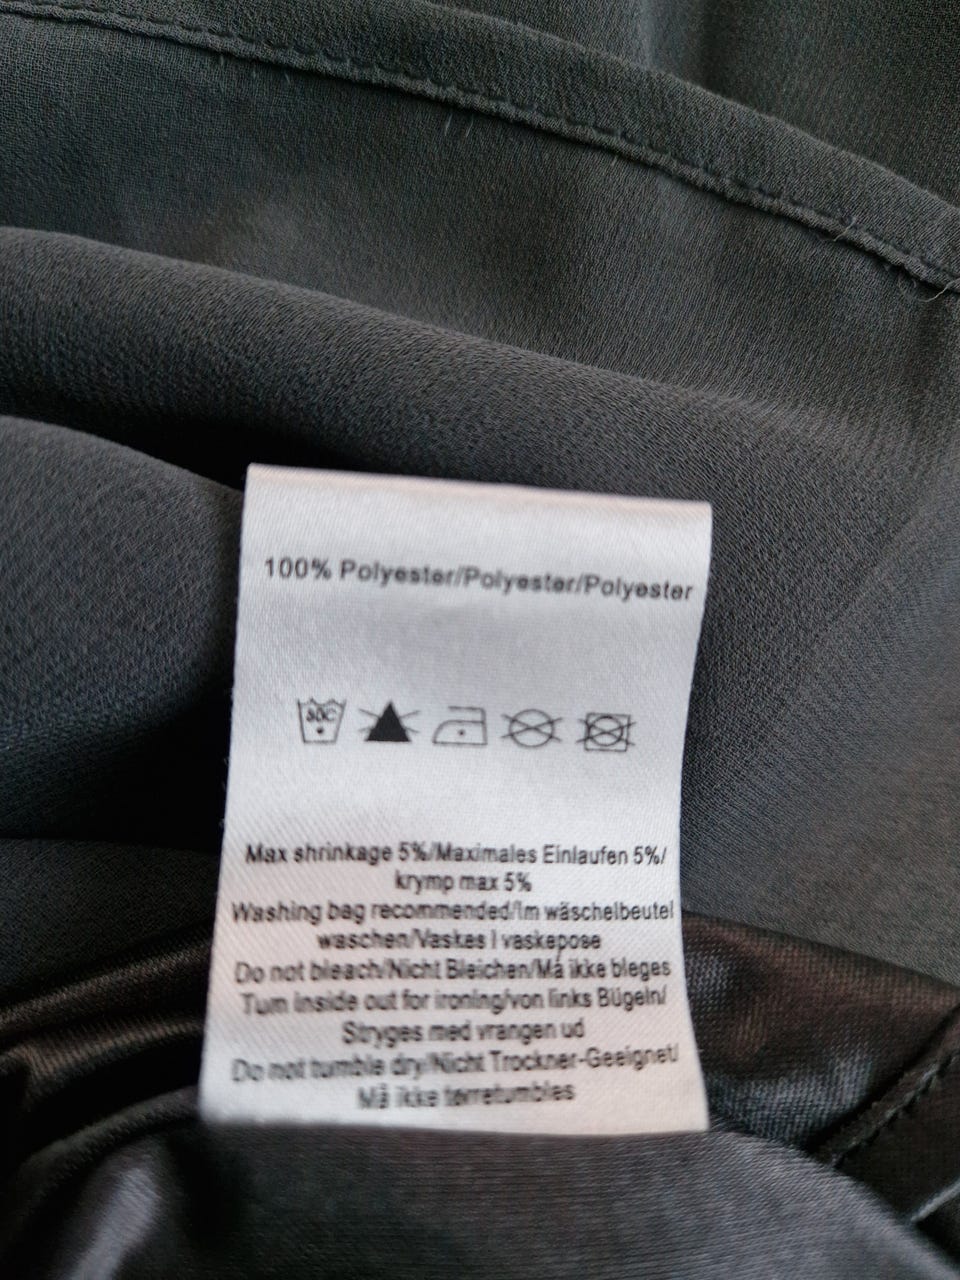 100% Polyester/Polyester/Polyester
30C
Max shrinkage 5%/Maximales Einlaufen 5%/
krymp max 5%
Washing bag recommended/Im wäschelbeutel
waschen/Vaskes I vaskepose
Do not bleach/Nicht Bleichen/Må ikke bleges
Turn inside out for ironing/von links Bügeln/
Stryges med vrangen ud
Do not tumble dry/Nicht Trockner-Geeignet/
Må ikke tørretumbles